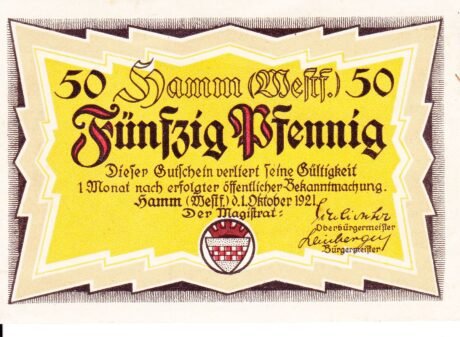 50 Hamm (Westf.) 50
Fünfzig Pfennig
Dieser Gutschein verliert seine Gültigkeit
1 Monat nach erfolgter öffentlicher Bekanntmachung.
Hamm (Westf.) d. 1. Oktober 1921
Der Magistrat:
Oberbürgermeister
Bürgermeister